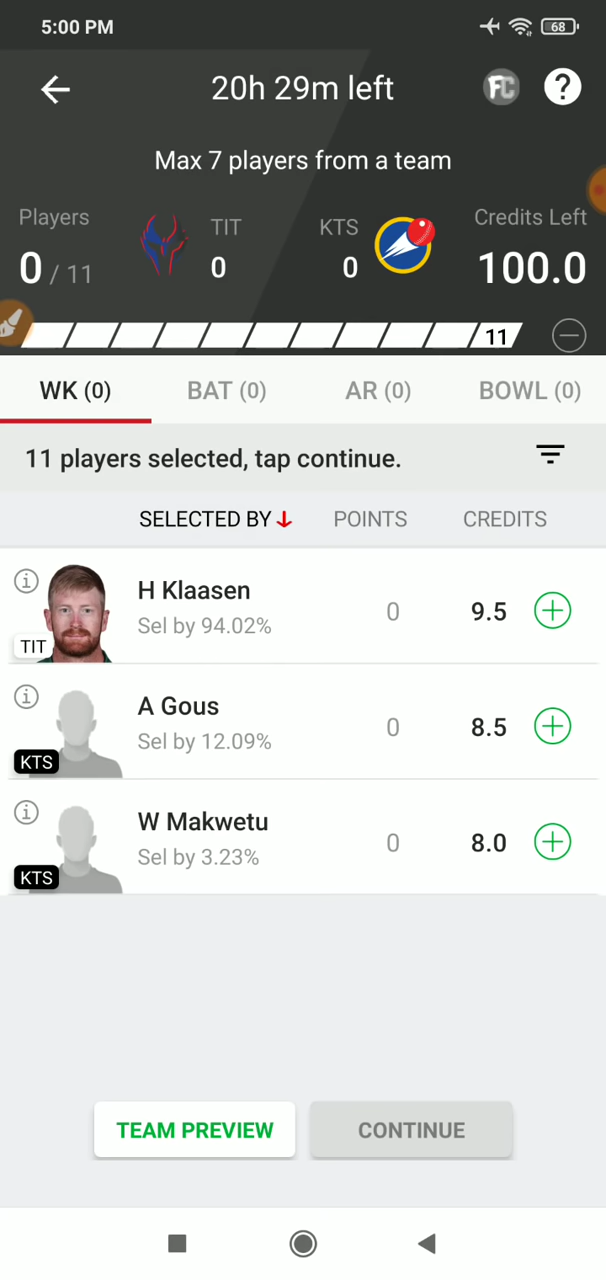 5:00 PM
68
20h 29m left
FC
?
Max 7 players from a team
Players
TIT
KTS
Credits Left
0 / 11
0
0
100.0
11
WK (0)
BAT (0)
AR (0)
BOWL (0)
11 players selected, tap continue.
SELECTED BY
POINTS
CREDITS
i
H Klaasen
Sel by 94.02%
0
9.5
TIT
i
A Gous
Sel by 12.09%
0
8.5
KTS
i
W Makwetu
Sel by 3.23%
0
8.0
KTS
TEAM PREVIEW
CONTINUE